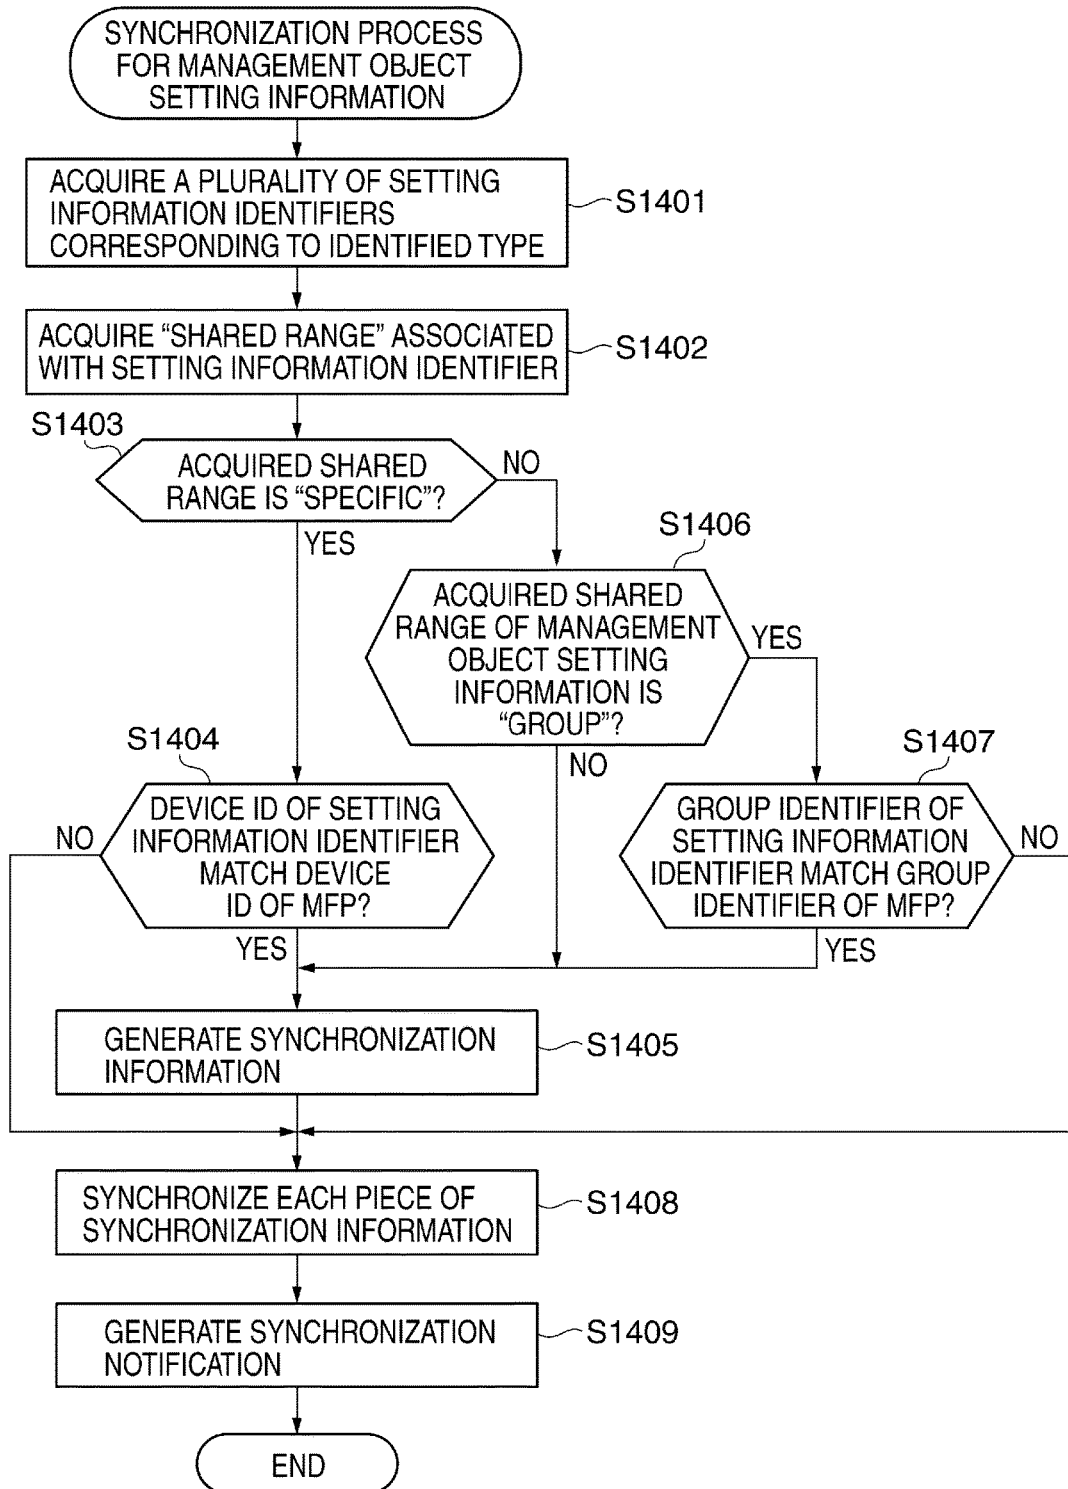 SYNCHRONIZATION PROCESS
FOR MANAGEMENT OBJECT
SETTING INFORMATION
ACQUIRE A PLURALITY OF SETTING
INFORMATION IDENTIFIERS
CORRESPONDING TO IDENTIFIED TYPE
S1401
ACQUIRE “SHARED RANGE” ASSOCIATED
WITH SETTING INFORMATION IDENTIFIER
S1402
S1403
ACQUIRED SHARED
RANGE IS “SPECIFIC”?
NO
YES
S1406
ACQUIRED SHARED
RANGE OF MANAGEMENT
OBJECT SETTING
INFORMATION IS
“GROUP”?
YES
NO
S1404
DEVICE ID OF SETTING
INFORMATION IDENTIFIER
MATCH DEVICE
ID OF MFP?
NO
YES
S1407
GROUP IDENTIFIER OF
SETTING INFORMATION
IDENTIFIER MATCH GROUP
IDENTIFIER OF MFP?
NO
YES
GENERATE SYNCHRONIZATION
INFORMATION
S1405
SYNCHRONIZE EACH PIECE OF
SYNCHRONIZATION INFORMATION
S1408
GENERATE SYNCHRONIZATION
NOTIFICATION
S1409
END